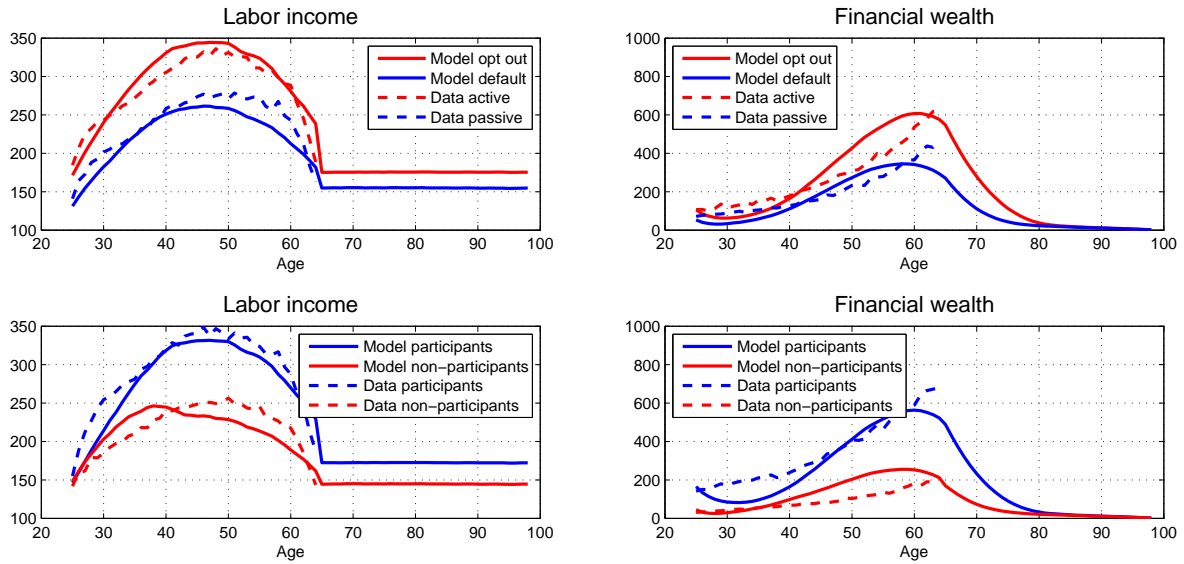 Labor income
350
300
250
200
150
100
20 30 40 50 60 70 80 90 100
Age
Model opt out
Model default
Data active
Data passive
Financial wealth
1000
800
600
400
200
0
20 30 40 50 60 70 80 90 100
Age
Model opt out
Model default
Data active
Data passive
Labor income
350
300
250
200
150
100
20 30 40 50 60 70 80 90 100
Age
Model participants
Model non−participants
Data participants
Data non−participants
Financial wealth
1000
800
600
400
200
0
20 30 40 50 60 70 80 90 100
Age
Model participants
Model non−participants
Data participants
Data non−participants